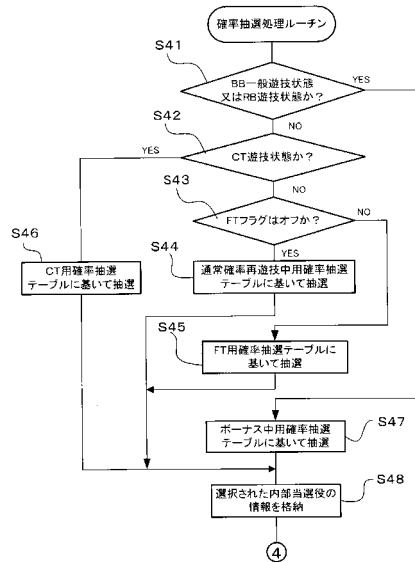 確率抽選処理ルーチン
S41
BB一般遊技状態
又はRB遊技状態か?
YES
NO
S42
CT遊技状態か?
YES
NO
S43
FTフラグはオフか?
NO
YES
S46
CT用確率抽選
テーブルに基いて抽選
S44
通常確率再遊技中用確率抽選
テーブルに基いて抽選
S45
FT用確率抽選テーブルに
基いて抽選
S47
ボーナス中用確率抽選
テーブルに基いて抽選
S48
選択された内部当選役の
情報を格納
④